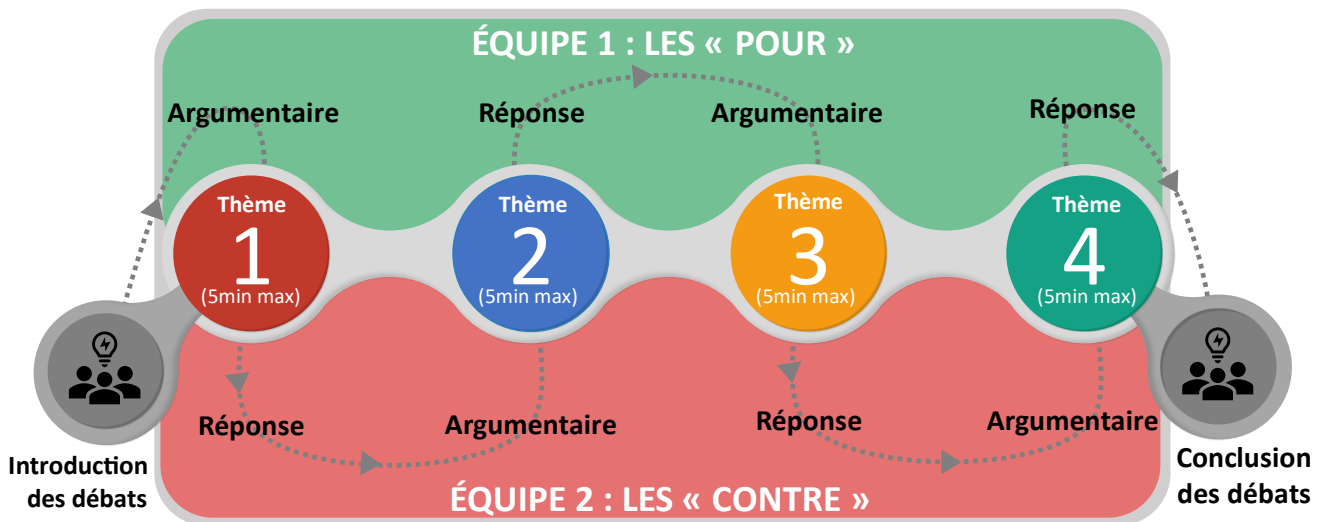 ÉQUIPE 1 : LES « POUR »
Argumentaire
Réponse
Argumentaire
Réponse
Thème
1
(5min max)
Thème
2
(5min max)
Thème
3
(5min max)
Thème
4
(5min max)
Réponse
Argumentaire
Réponse
Argumentaire
Introduction
des débats
Conclusion
des débats
ÉQUIPE 2 : LES « CONTRE »